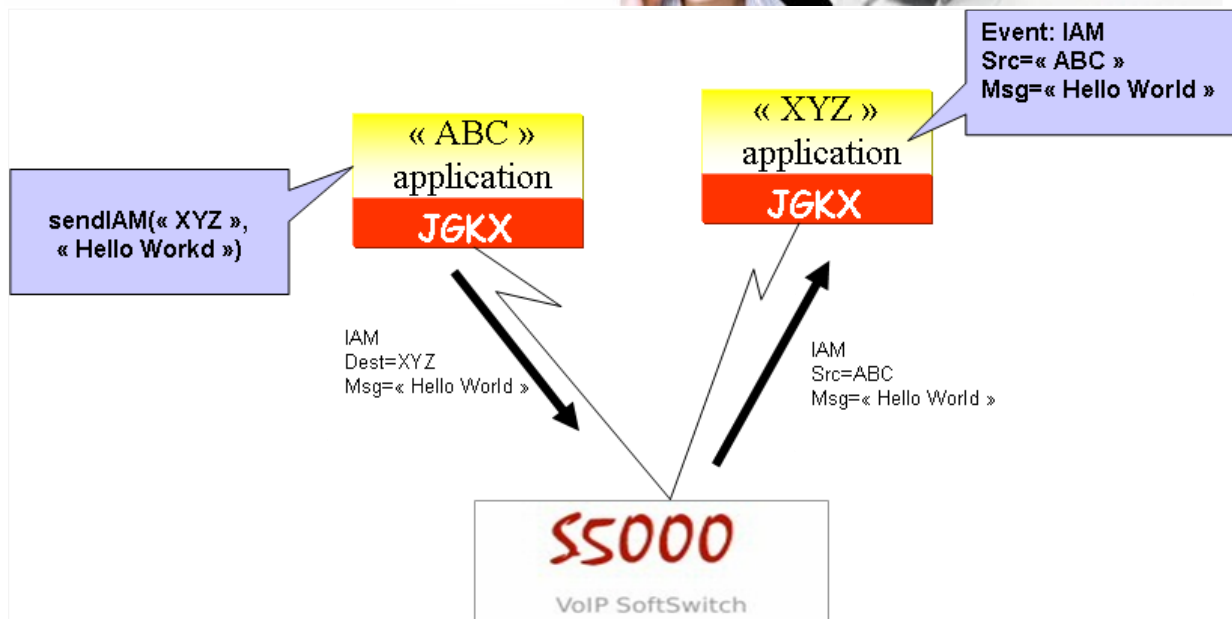 Event: IAM
Src=« ABC »
Msg=« Hello World »
« ABC »
application
JGKX
« XYZ »
application
JGKX
sendIAM(« XYZ »,
« Hello Workd »)
IAM
Dest=XYZ
Msg=« Hello World »
IAM
Src=ABC
Msg=« Hello World »
S5000
VoIP SoftSwitch